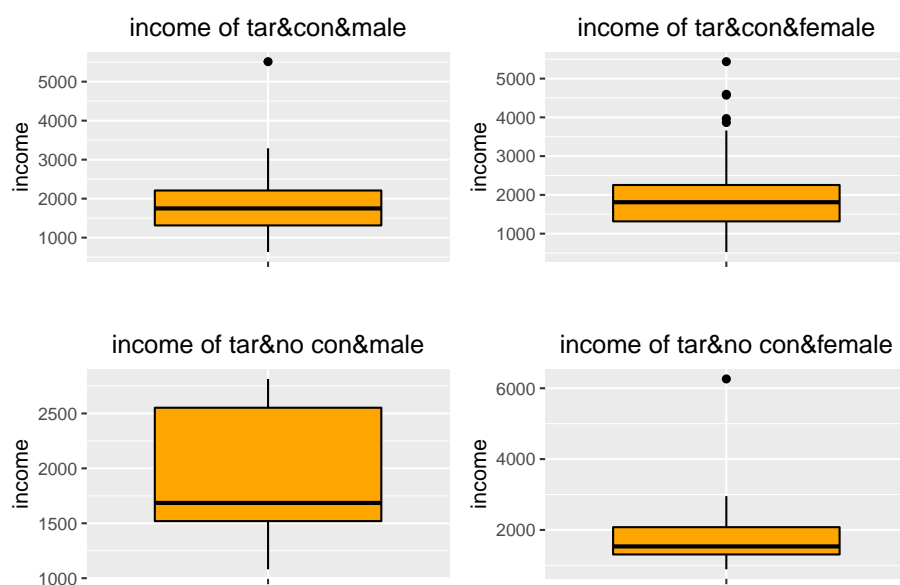 income of tar&con&male
5000
4000
3000
2000
1000
income
income of tar&con&female
5000
4000
3000
2000
1000
income
income of tar&no con&male
2500
2000
1500
1000
income
income of tar&no con&female
6000
4000
2000
income